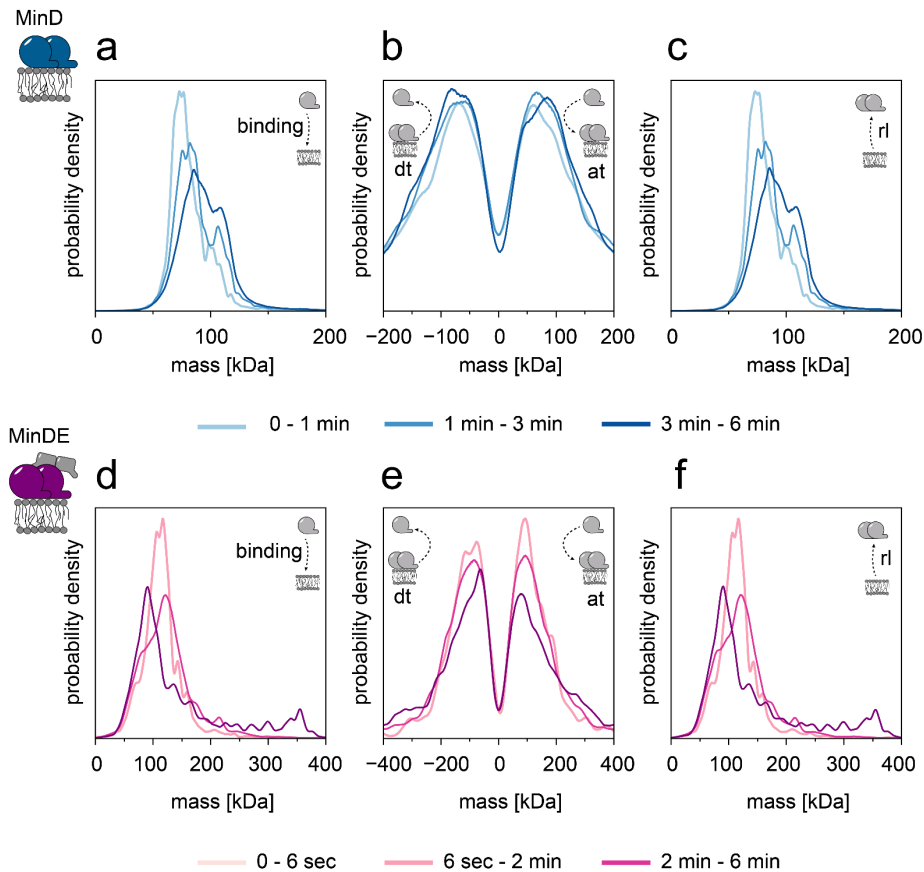 MinD
a
b
c
probability density
binding
0
100
200
mass [kDa]
probability density
dt
at
−200
−100
0
100
200
mass [kDa]
probability density
rl
0
100
200
mass [kDa]
0 - 1 min
1 min - 3 min
3 min - 6 min
MinDE
d
e
f
probability density
binding
0
100
200
300
400
mass [kDa]
probability density
dt
at
−400
−200
0
200
400
mass [kDa]
probability density
rl
0
100
200
300
400
mass [kDa]
0 - 6 sec
6 sec - 2 min
2 min - 6 min